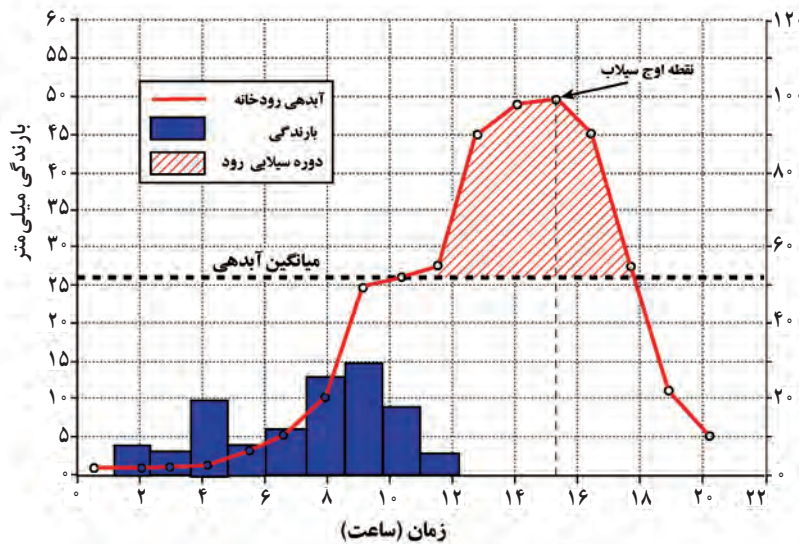 نقطه اوج سیلاب
آبدهی رودخانه
بارندگی
دوره سیلابی رود
میانگین آبدهی
بارندگی میلی متر
۶۰
۵۵
۵۰
۴۵
۴۰
۳۵
۳۰
۲۵
۲۰
۱۵
۱۰
۵
۰
۱۲۰
۱۰۰
۸۰
۶۰
۴۰
۲۰
۰
۰ ۲ ۴ ۶ ۸ ۱۰ ۱۲ ۱۴ ۱۶ ۱۸ ۲۰ ۲۲
زمان (ساعت)